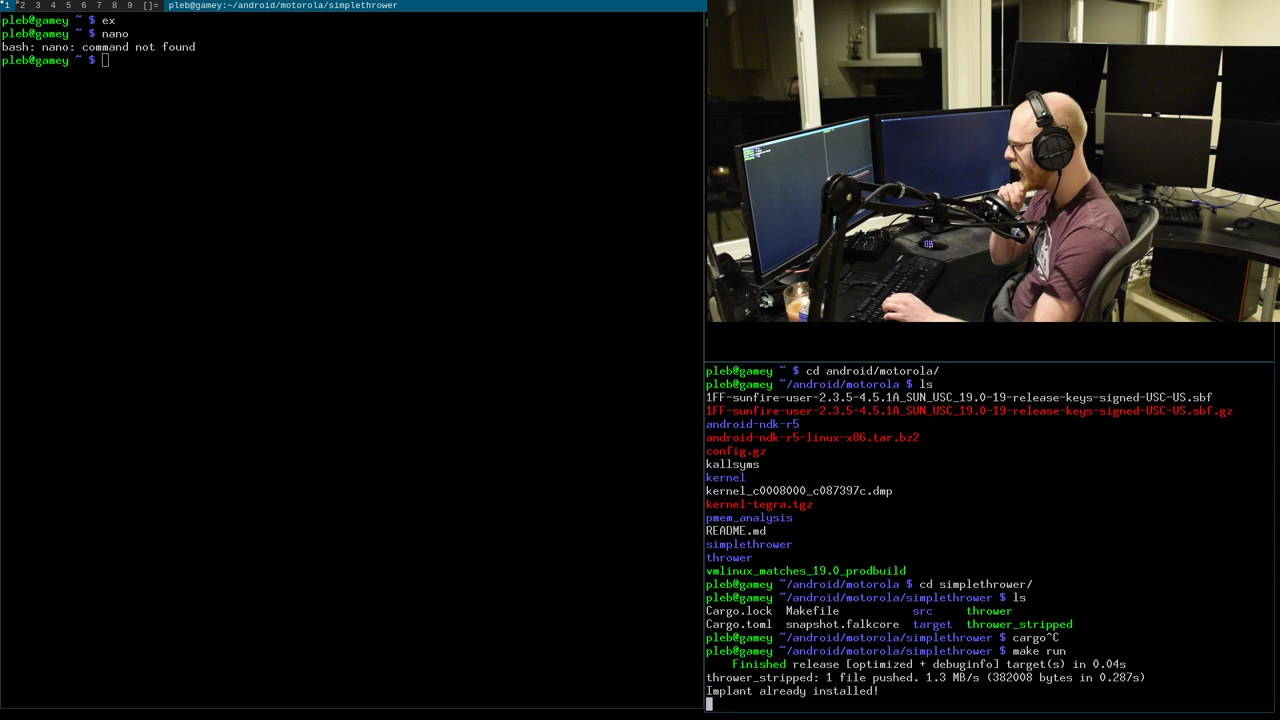 1 2 3 4 5 6 7 8 9 []= pleb@gamey:~/android/motorola/simplethrower
pleb@gamey ~ $ ex
pleb@gamey ~ $ nano
bash: nano: command not found
pleb@gamey ~ $
pleb@gamey ~ $ cd android/motorola/
pleb@gamey ~/android/motorola $ ls
1FF-sunfire-user-2.3.5-4.5.1A_SUN_USC_19.0-19-release-keys-signed-USC-US.sbf
1FF-sunfire-user-2.3.5-4.5.1A_SUN_USC_19.0-19-release-keys-signed-USC-US.sbf.gz
android-ndk-r5
android-ndk-r5-linux-x86.tar.bz2
config.gz
kallsyms
kernel
kernel_c0008000_c087397c.dmp
kernel-tegra.tgz
pmem_analysis
README.md
simplethrower
thrower
vmlinux_matches_19.0_prodbuild
pleb@gamey ~/android/motorola $ cd simplethrower/
pleb@gamey ~/android/motorola/simplethrower $ ls
Cargo.lock Makefile src thrower
Cargo.toml snapshot.falkcore target thrower_stripped
pleb@gamey ~/android/motorola/simplethrower $ cargo^C
pleb@gamey ~/android/motorola/simplethrower $ make run
Finished release [optimized + debuginfo] target(s) in 0.04s
thrower_stripped: 1 file pushed. 1.3 MB/s (382008 bytes in 0.287s)
Implant already installed!